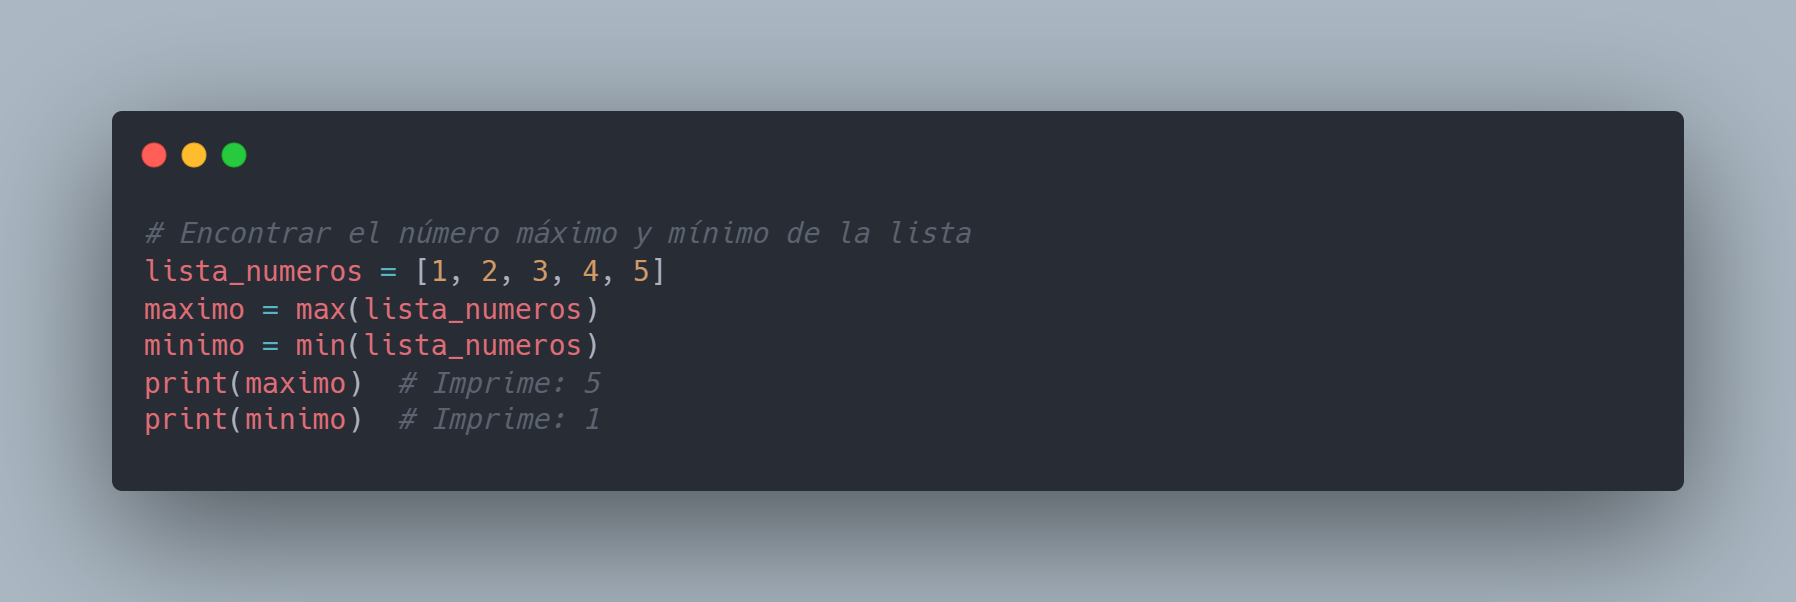 # Encontrar el número máximo y mínimo de la lista
lista_numeros = [1, 2, 3, 4, 5]
maximo = max(lista_numeros)
minimo = min(lista_numeros)
print(maximo)  # Imprime: 5
print(minimo)  # Imprime: 1